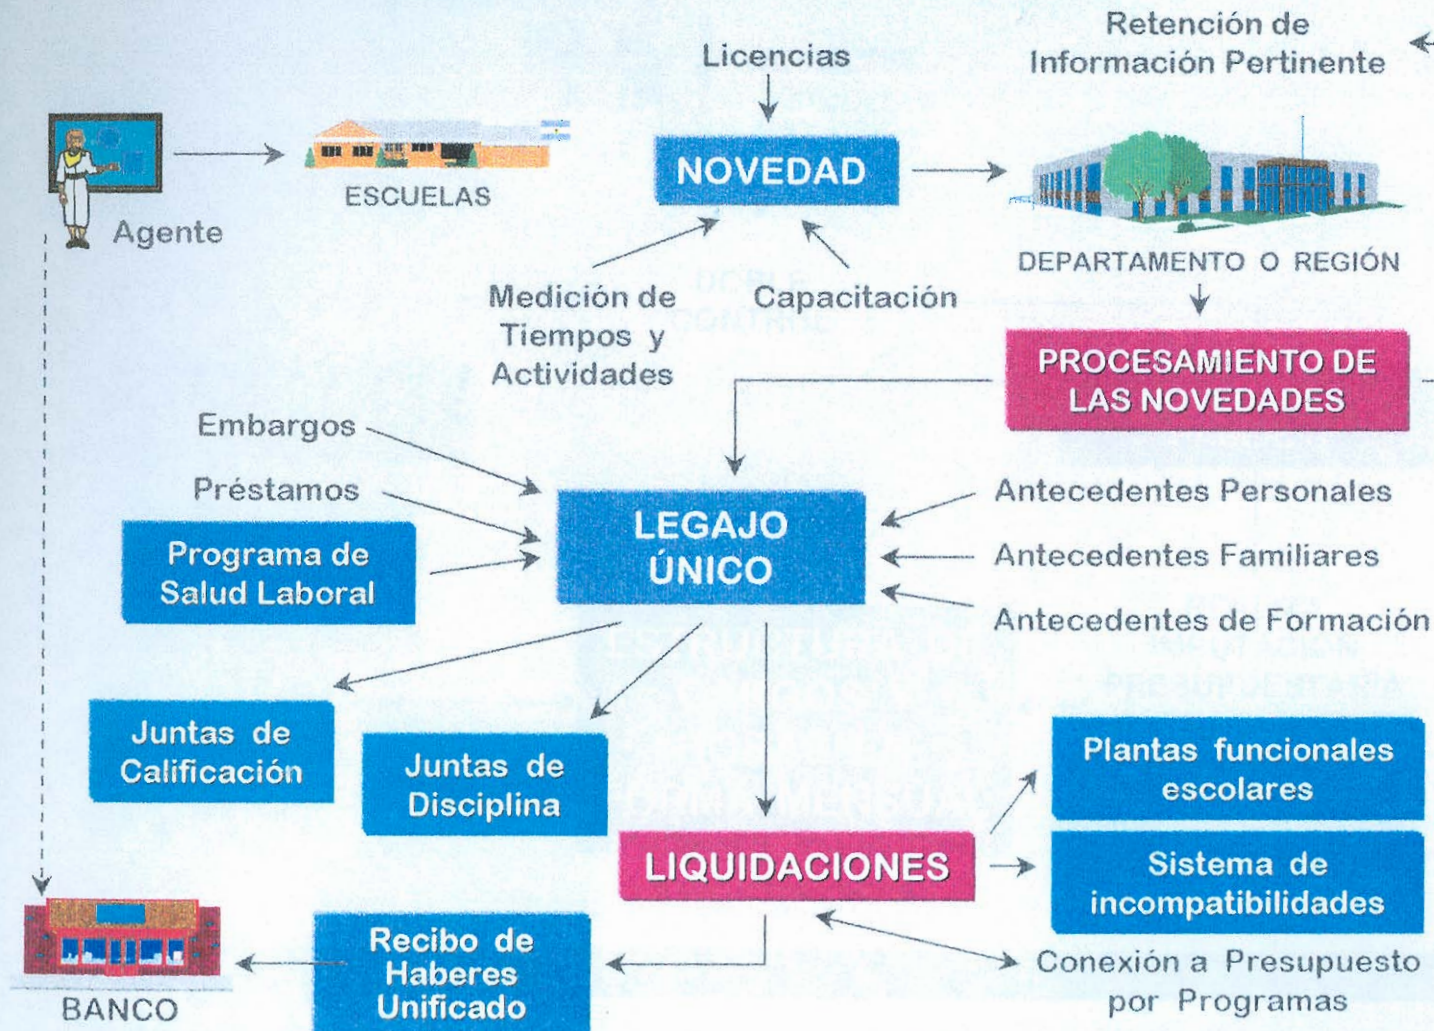 Retención de
Información Pertinente
Licencias
NOVEDAD
ESCUELAS
Agente
DEPARTAMENTO O REGIÓN
Medición de
Tiempos y
Actividades
Capacitación
PROCESAMIENTO DE
LAS NOVEDADES
Embargos
Préstamos
Programa de
Salud Laboral
LEGAJO
ÚNICO
Antecedentes Personales
Antecedentes Familiares
Antecedentes de Formación
Juntas de
Calificación
Juntas de
Disciplina
Plantas funcionales
escolares
LIQUIDACIONES
Sistema de
incompatibilidades
Recibo de
Haberes
Unificado
Conexión a Presupuesto
por Programas
BANCO